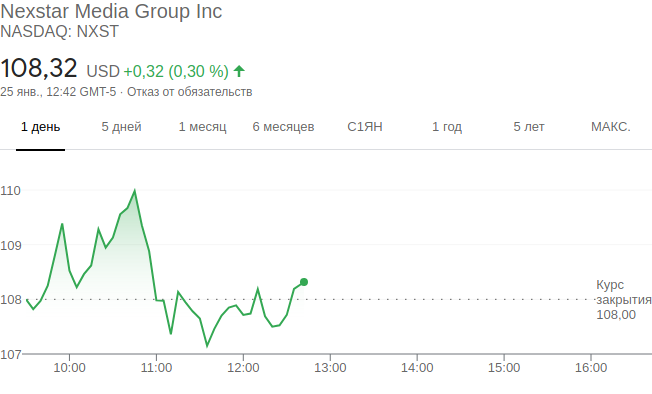 Nexstar Media Group Inc
NASDAQ: NXST
108,32 USD +0,32 (0,30 %)
25 янв., 12:42 GMT-5 · Отказ от обязательств
1 день 5 дней 1 месяц 6 месяцев С1ЯН 1 год 5 лет МАКС.
110
109
108
107
Курс
закрытия
108,00
10:00 11:00 12:00 13:00 14:00 15:00 16:00